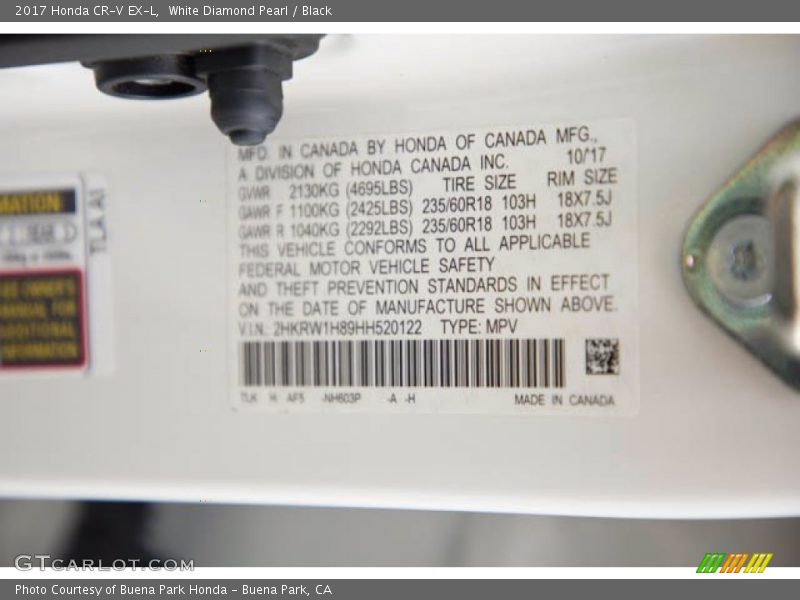 2017 Honda CR-V EX-L, White Diamond Pearl / Black
MFD. IN CANADA BY HONDA OF CANADA MFG.,
A DIVISION OF HONDA CANADA INC. 10/17
GVWR 2130KG (4695LBS) TIRE SIZE RIM SIZE
GAWR F 1100KG (2425LBS) 235/60R18 103H 18X7.5J
GAWR R 1040KG (2292LBS) 235/60R18 103H 18X7.5J
THIS VEHICLE CONFORMS TO ALL APPLICABLE
FEDERAL MOTOR VEHICLE SAFETY
AND THEFT PREVENTION STANDARDS IN EFFECT
ON THE DATE OF MANUFACTURE SHOWN ABOVE.
V.I.N.: 2HKRW1H89HH520122 TYPE: MPV
TLK H AF5 -NH603P -A -H MADE IN CANADA
TLA A1
GTCARLOT.COM
Photo Courtesy of Buena Park Honda - Buena Park, CA